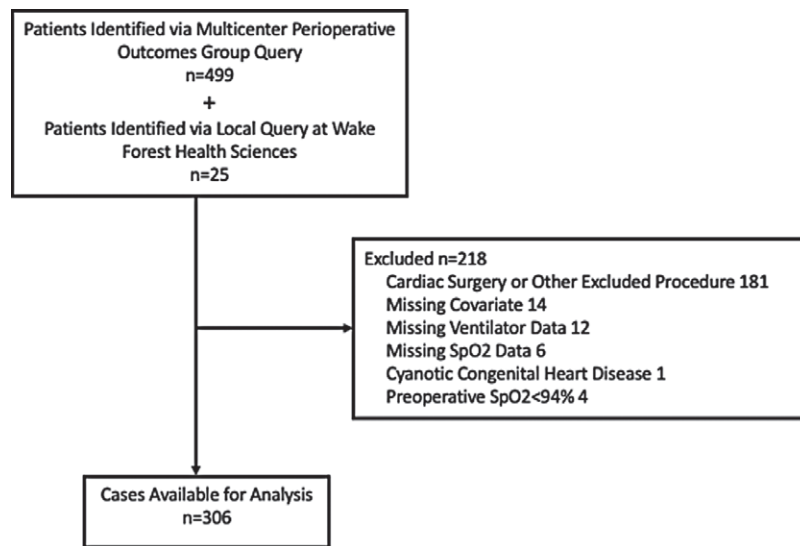 Patients Identified via Multicenter Perioperative
Outcomes Group Query
n=499
+
Patients Identified via Local Query at Wake
Forest Health Sciences
n=25
Excluded n=218
Cardiac Surgery or Other Excluded Procedure 181
Missing Covariate 14
Missing Ventilator Data 12
Missing SpO2 Data 6
Cyanotic Congenital Heart Disease 1
Preoperative SpO2<94% 4
Cases Available for Analysis
n=306